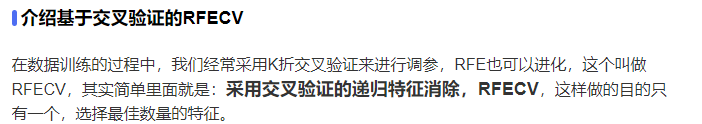 介绍基于交叉验证的RFECV
在数据训练的过程中，我们经常采用K折交叉验证来进行调参，RFE也可以进化，这个叫做
RFECV，其实简单里面就是：采用交叉验证的递归特征消除，RFECV，这样做的目的只
有一个，选择最佳数量的特征。